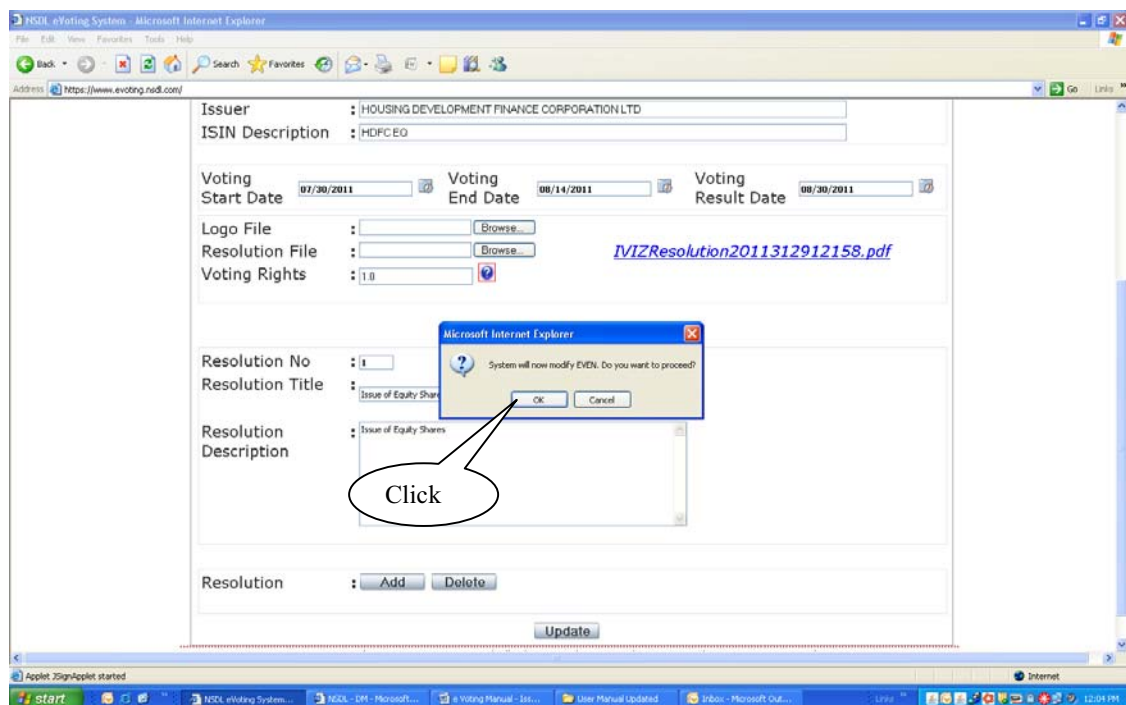 NSDL eVoting System - Microsoft Internet Explorer
File Edit View Favorites Tools Help
Back Search Favorites
Address https://www.evoting.nsdl.com/ Go Links
Issuer : HOUSING DEVELOPMENT FINANCE CORPORATION LTD
ISIN Description : HDFC EQ
Voting Start Date 07/30/2011 Voting End Date 08/14/2011 Voting Result Date 08/30/2011
Logo File : Browse...
Resolution File : Browse... IVIZResolution2011312912158.pdf
Voting Rights : 1.0
Microsoft Internet Explorer
System will now modify EVEN. Do you want to proceed?
OK Cancel
Resolution No : 1
Resolution Title : Issue of Equity Share
Resolution Description : Issue of Equity Shares
Click
Resolution : Add Delete
Update
Applet JSignApplet started Internet
start NSDL eVoting System... NSDL - DM - Microsoft... e Voting Manual - Iss... User Manual Updated Inbox - Microsoft Out... Links 12:04 PM